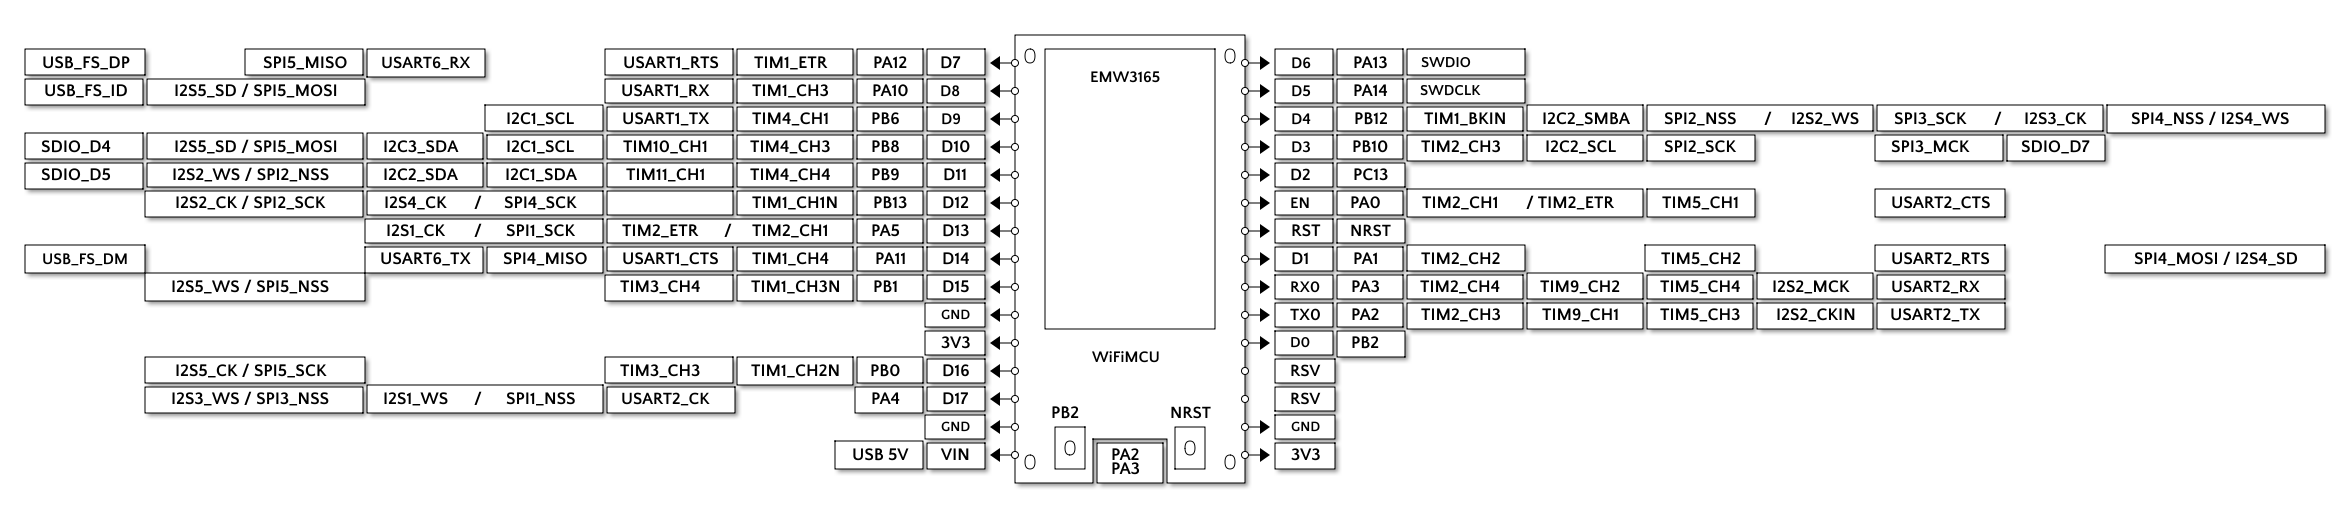 USB_FS_DP SPI5_MISO USART6_RX USART1_RTS TIM1_ETR PA12 D7 D6 PA13 SWDIO
EMW3165
USB_FS_ID I2S5_SD / SPI5_MOSI USART1_RX TIM1_CH3 PA10 D8 D5 PA14 SWDCLK
I2C1_SCL USART1_TX TIM4_CH1 PB6 D9 D4 PB12 TIM1_BKIN I2C2_SMBA SPI2_NSS / I2S2_WS SPI3_SCK / I2S3_CK SPI4_NSS / I2S4_WS
SDIO_D4 I2S5_SD / SPI5_MOSI I2C3_SDA I2C1_SCL TIM10_CH1 TIM4_CH3 PB8 D10 D3 PB10 TIM2_CH3 I2C2_SCL SPI2_SCK SPI3_MCK SDIO_D7
SDIO_D5 I2S2_WS / SPI2_NSS I2C2_SDA I2C1_SDA TIM11_CH1 TIM4_CH4 PB9 D11 D2 PC13
I2S2_CK / SPI2_SCK I2S4_CK / SPI4_SCK TIM1_CH1N PB13 D12 EN PA0 TIM2_CH1 / TIM2_ETR TIM5_CH1 USART2_CTS
I2S1_CK / SPI1_SCK TIM2_ETR / TIM2_CH1 PA5 D13 RST NRST
USB_FS_DM USART6_TX SPI4_MISO USART1_CTS TIM1_CH4 PA11 D14 D1 PA1 TIM2_CH2 TIM5_CH2 USART2_RTS SPI4_MOSI / I2S4_SD
I2S5_WS / SPI5_NSS TIM3_CH4 TIM1_CH3N PB1 D15 RX0 PA3 TIM2_CH4 TIM9_CH2 TIM5_CH4 I2S2_MCK USART2_RX
GND TX0 PA2 TIM2_CH3 TIM9_CH1 TIM5_CH3 I2S2_CKIN USART2_TX
3V3 D0 PB2
WiFiMCU
I2S5_CK / SPI5_SCK TIM3_CH3 TIM1_CH2N PB0 D16 RSV
I2S3_WS / SPI3_NSS I2S1_WS / SPI1_NSS USART2_CK PA4 D17 RSV
PB2 NRST
GND GND
USB 5V VIN 3V3
PA2
PA3